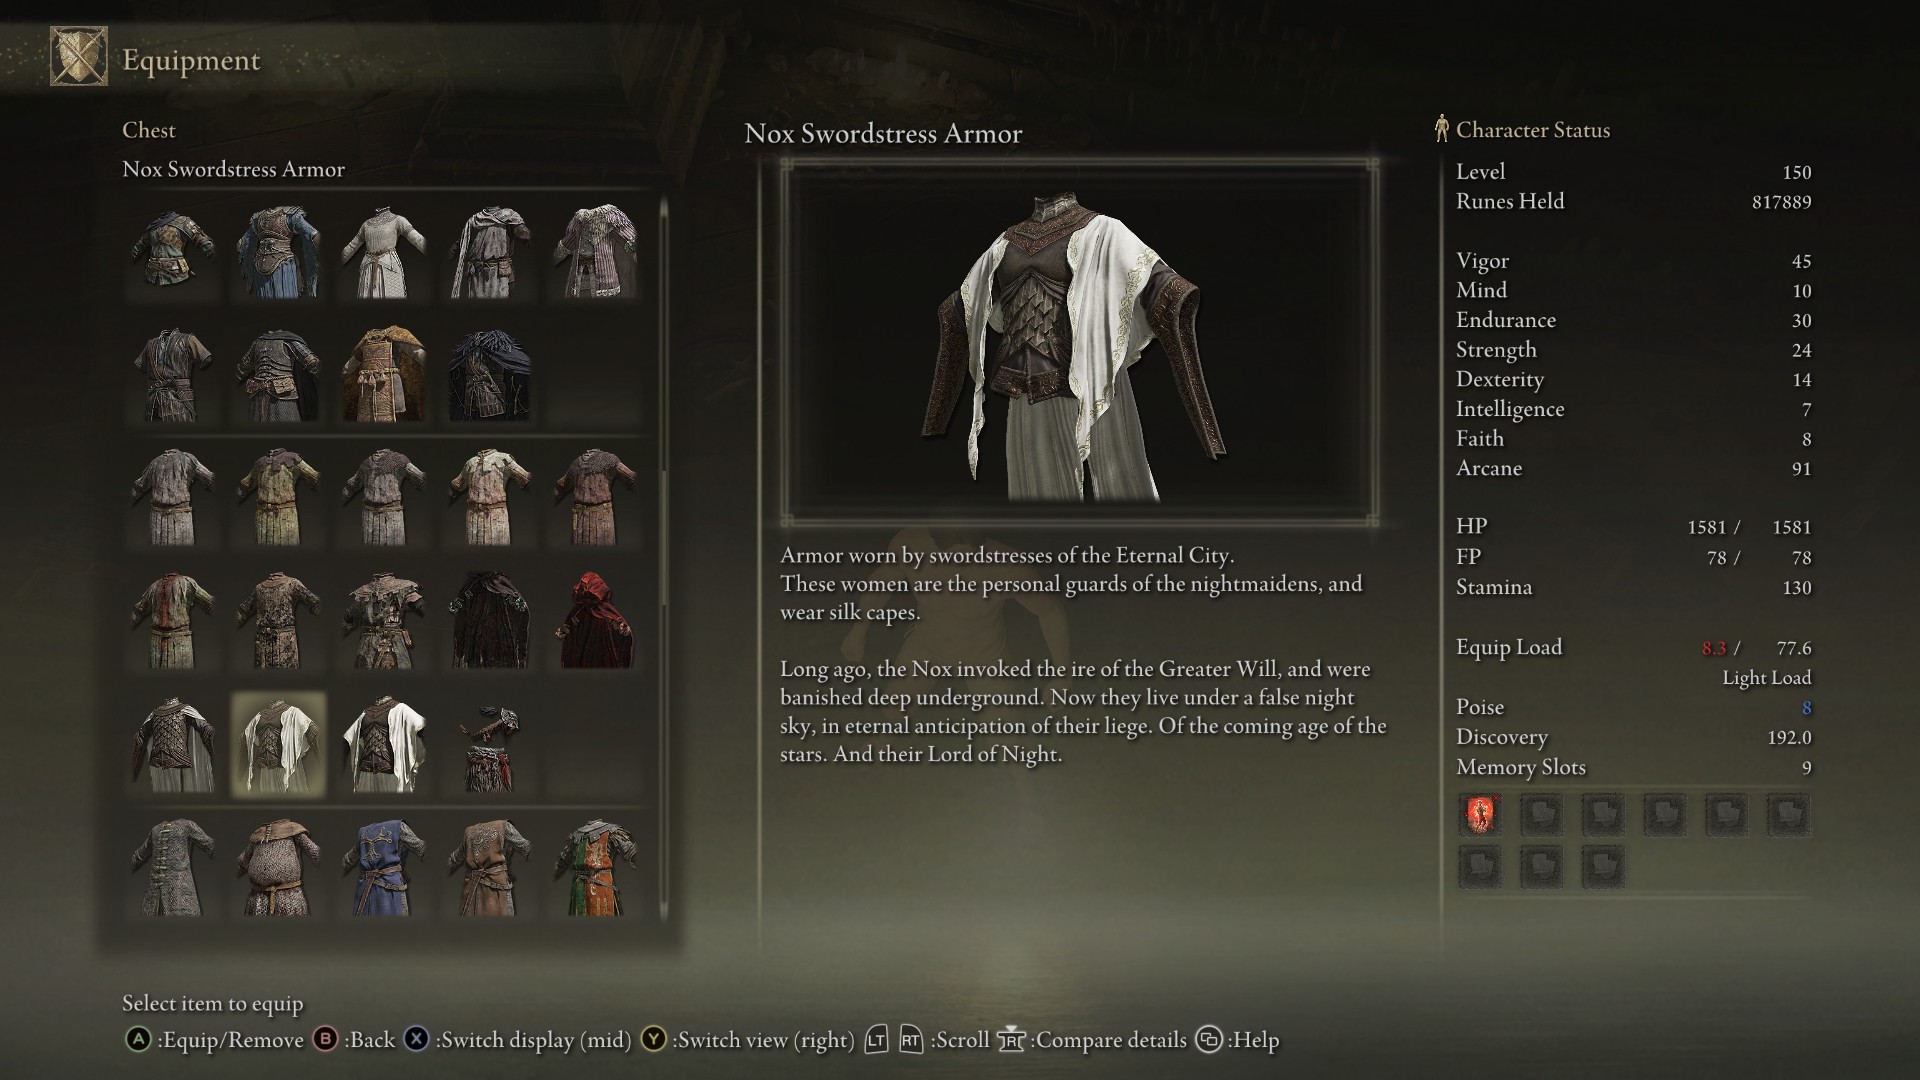 Equipment
Chest
Nox Swordstress Armor
Nox Swordstress Armor
Armor worn by swordstresses of the Eternal City.
These women are the personal guards of the nightmaidens, and
wear silk capes.
Long ago, the Nox invoked the ire of the Greater Will, and were
banished deep underground. Now they live under a false night
sky, in eternal anticipation of their liege. Of the coming age of the
stars. And their Lord of Night.
Character Status
Level 150
Runes Held 817889
Vigor 45
Mind 10
Endurance 30
Strength 24
Dexterity 14
Intelligence 7
Faith 8
Arcane 91
HP 1581 / 1581
FP 78 / 78
Stamina 130
Equip Load 8.3 / 77.6
Light Load
Poise 8
Discovery 192.0
Memory Slots 9
Select item to equip
A :Equip/Remove B :Back X :Switch display (mid) Y :Switch view (right) LT RT :Scroll R :Compare details :Help